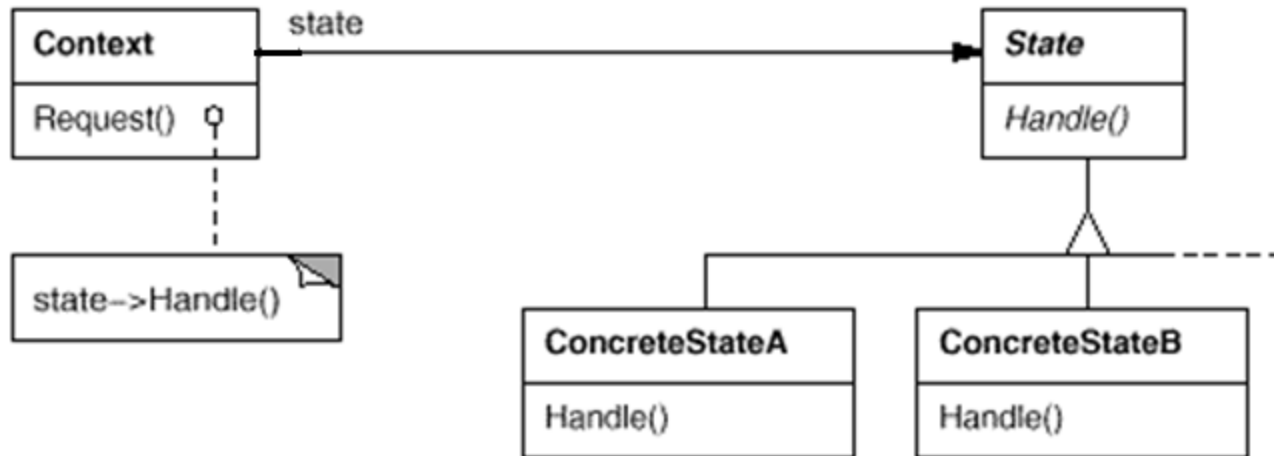 Context
Request()
state
State
Handle()
state–>Handle()
ConcreteStateA
Handle()
ConcreteStateB
Handle()